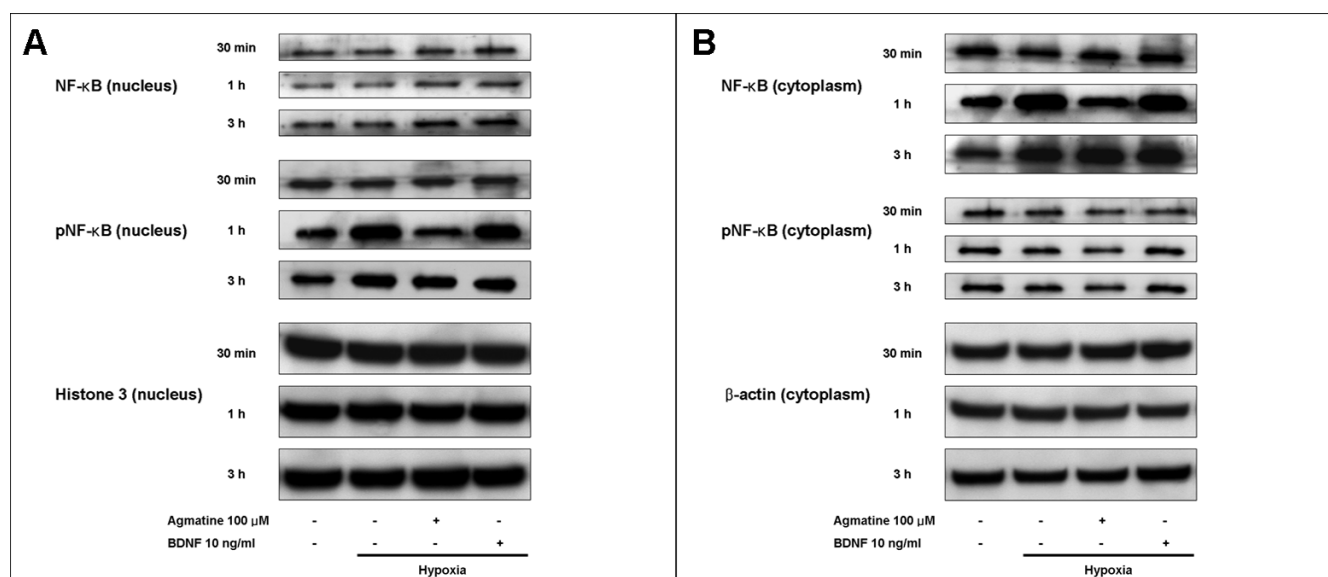 A
NF-κB (nucleus)
30 min
1 h
3 h
pNF-κB (nucleus)
30 min
1 h
3 h
Histone 3 (nucleus)
30 min
1 h
3 h
Agmatine 100 μM - - + -
BDNF 10 ng/ml - - - +
Hypoxia
B
NF-κB (cytoplasm)
30 min
1 h
3 h
pNF-κB (cytoplasm)
30 min
1 h
3 h
β-actin (cytoplasm)
30 min
1 h
3 h
Agmatine 100 μM - - + -
BDNF 10 ng/ml - - - +
Hypoxia